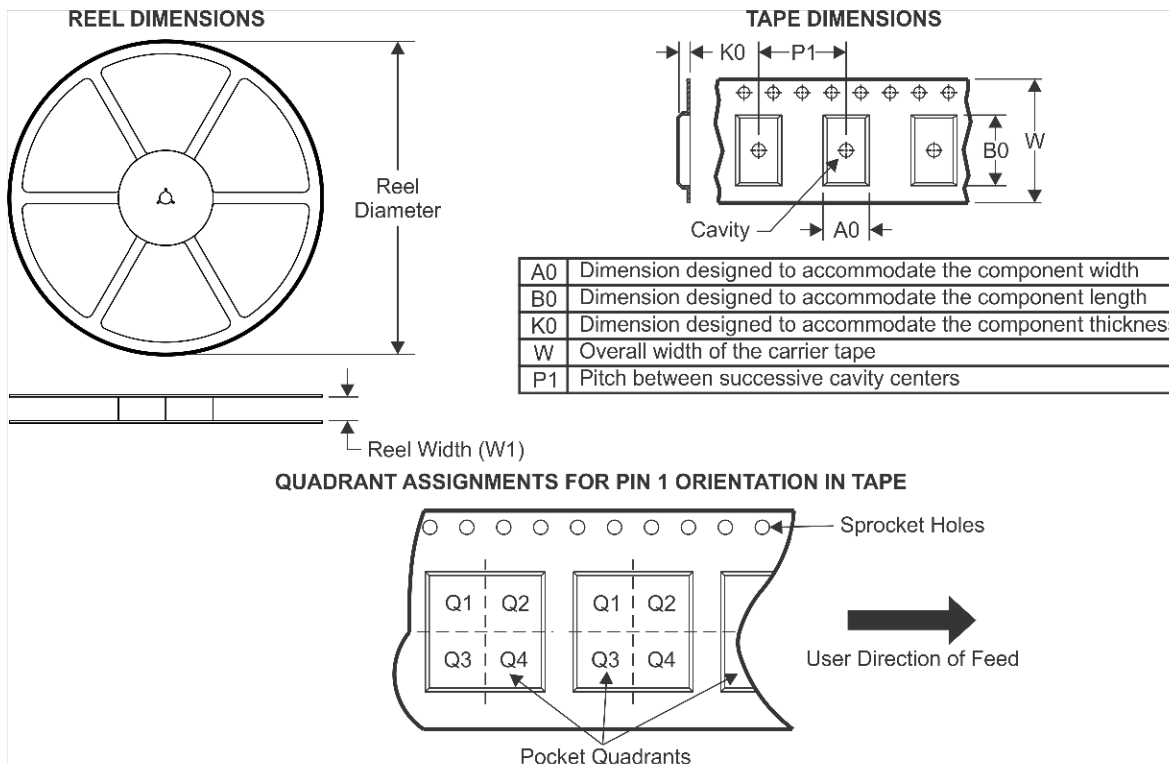 REEL DIMENSIONS
Reel
Diameter
Reel Width (W1)
TAPE DIMENSIONS
K0
P1
B0
W
Cavity
A0
A0 Dimension designed to accommodate the component width
B0 Dimension designed to accommodate the component length
K0 Dimension designed to accommodate the component thickness
W Overall width of the carrier tape
P1 Pitch between successive cavity centers
QUADRANT ASSIGNMENTS FOR PIN 1 ORIENTATION IN TAPE
Sprocket Holes
Q1 Q2 Q1 Q2
Q3 Q4 Q3 Q4
User Direction of Feed
Pocket Quadrants